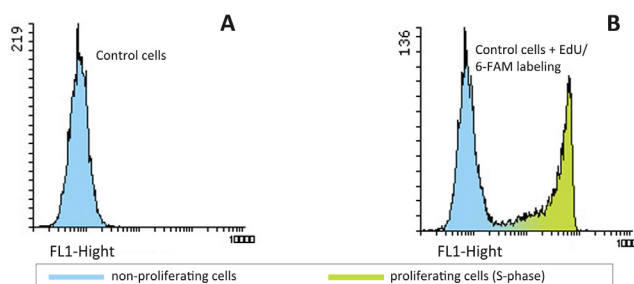 A
219
Control cells
FL1-Hight
B
136
Control cells + EdU/
6-FAM labeling
FL1-Hight
non-proliferating cells
proliferating cells (S-phase)